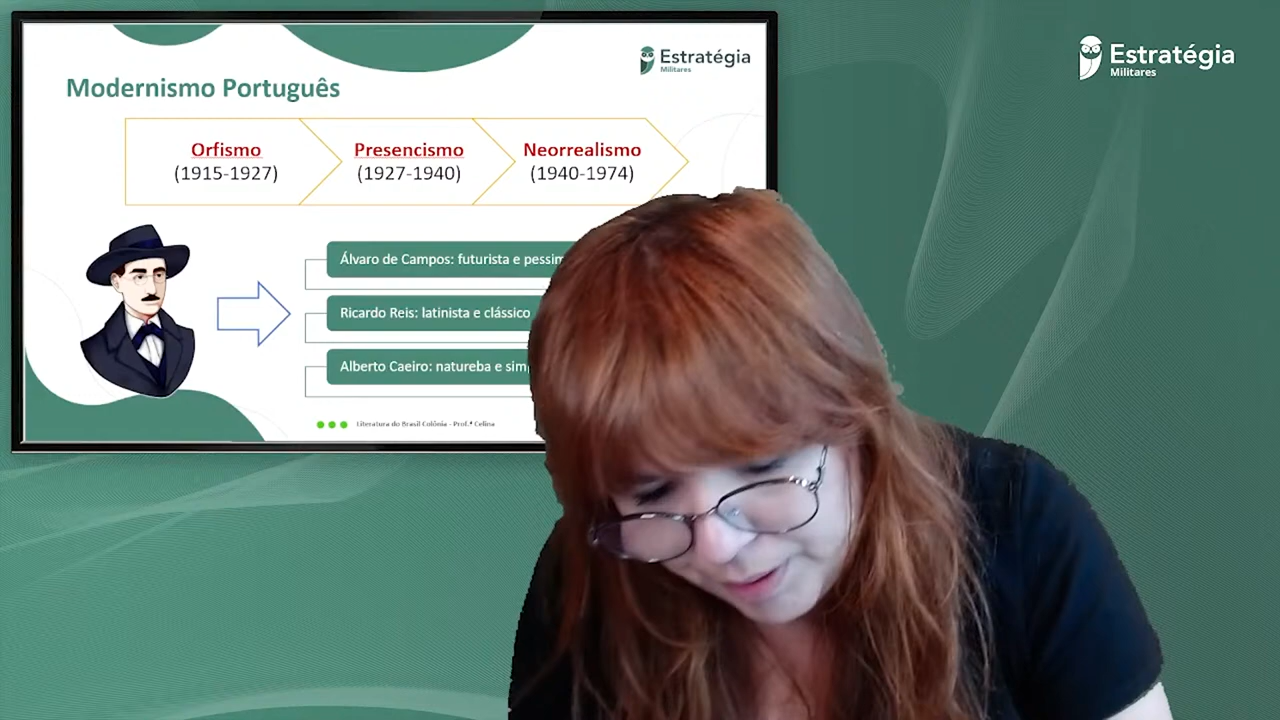 Estratégia
Militares
Modernismo Português
Orfismo
(1915-1927)
Presencismo
(1927-1940)
Neorrealismo
(1940-1974)
Álvaro de Campos: futurista e
Ricardo Reis: latinista e clássico
Alberto Caeiro: natureba e
Literatura do Brasil Colônia - Prof.ª Celina
Estratégia
Militares